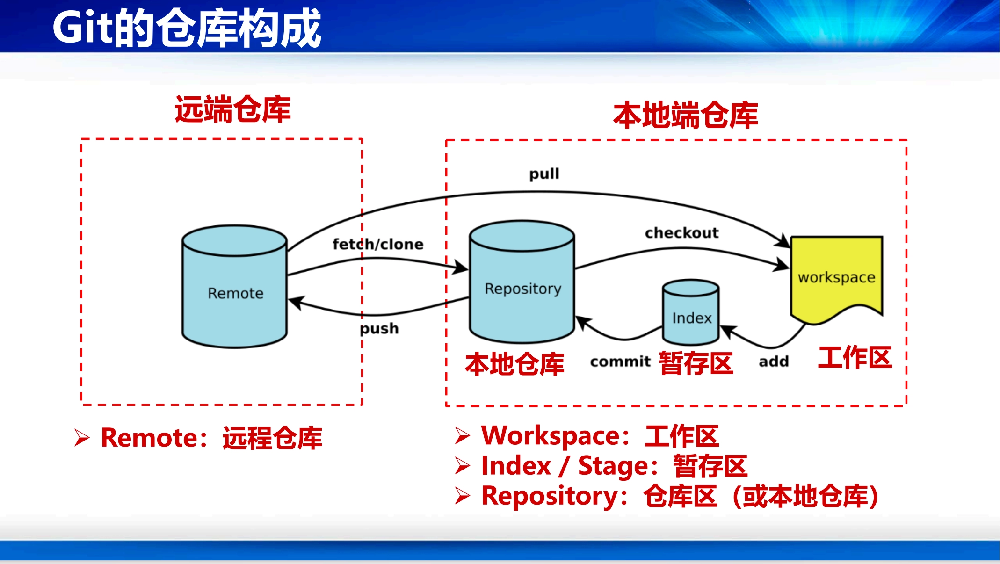 Git的仓库构成
远端仓库
本地端仓库
pull
fetch/clone
checkout
Remote
Repository
workspace
Index
push
本地仓库
commit
暂存区
add
工作区
➢ Remote：远程仓库
➢ Workspace：工作区
➢ Index / Stage：暂存区
➢ Repository：仓库区（或本地仓库）